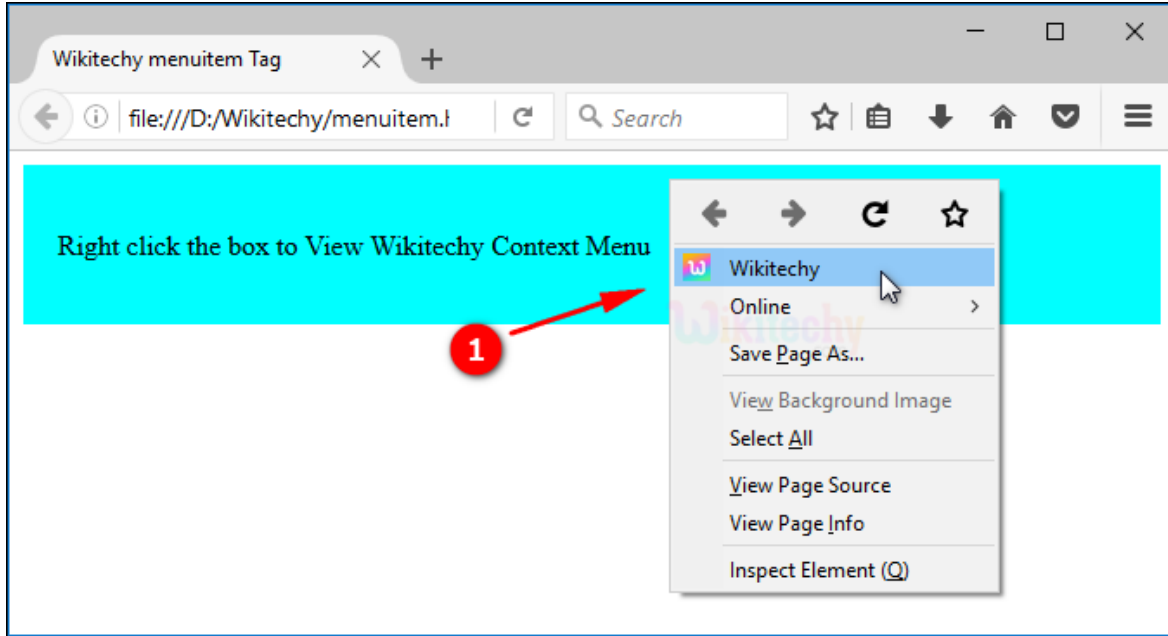 Wikitechy menuitem Tag
file:///D:/Wikitechy/menuitem.h
Search
Right click the box to View Wikitechy Context Menu
1
Wikitechy
Online
Wikitechy
Save Page As...
View Background Image
Select All
View Page Source
View Page Info
Inspect Element (Q)